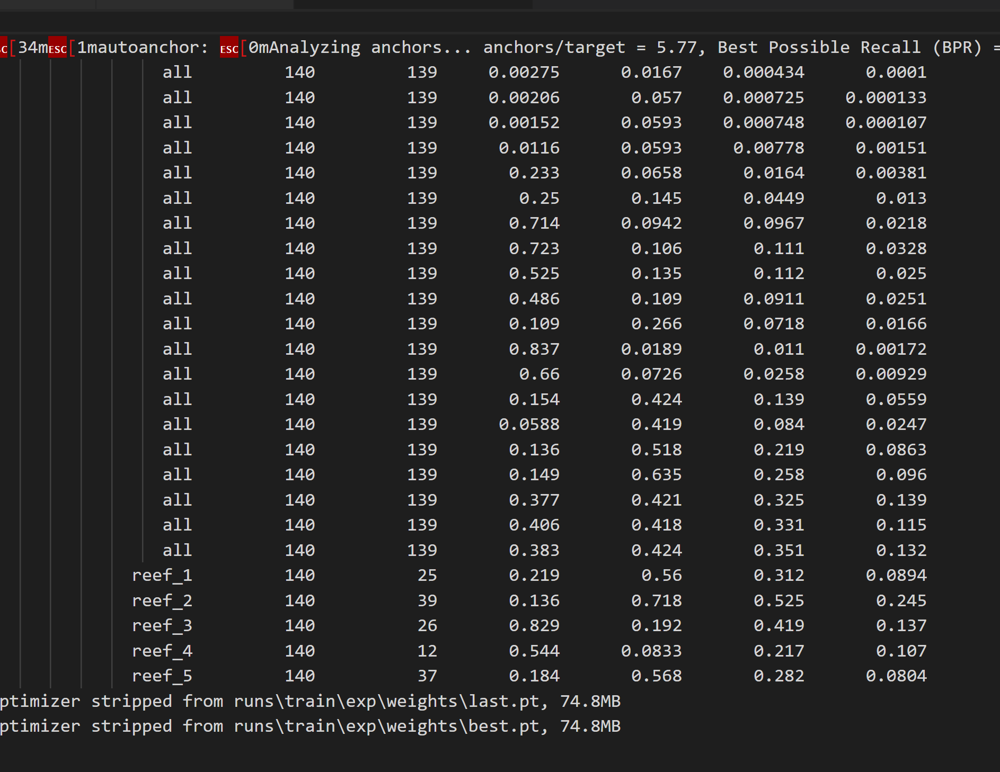 [34mESC[1mautoanchor: ESC[0mAnalyzing anchors... anchors/target = 5.77, Best Possible Recall (BPR) =
all 140 139 0.00275 0.0167 0.000434 0.0001
all 140 139 0.00206 0.057 0.000725 0.000133
all 140 139 0.00152 0.0593 0.000748 0.000107
all 140 139 0.0116 0.0593 0.00778 0.00151
all 140 139 0.233 0.0658 0.0164 0.00381
all 140 139 0.25 0.145 0.0449 0.013
all 140 139 0.714 0.0942 0.0967 0.0218
all 140 139 0.723 0.106 0.111 0.0328
all 140 139 0.525 0.135 0.112 0.025
all 140 139 0.486 0.109 0.0911 0.0251
all 140 139 0.109 0.266 0.0718 0.0166
all 140 139 0.837 0.0189 0.011 0.00172
all 140 139 0.66 0.0726 0.0258 0.00929
all 140 139 0.154 0.424 0.139 0.0559
all 140 139 0.0588 0.419 0.084 0.0247
all 140 139 0.136 0.518 0.219 0.0863
all 140 139 0.149 0.635 0.258 0.096
all 140 139 0.377 0.421 0.325 0.139
all 140 139 0.406 0.418 0.331 0.115
all 140 139 0.383 0.424 0.351 0.132
reef_1 140 25 0.219 0.56 0.312 0.0894
reef_2 140 39 0.136 0.718 0.525 0.245
reef_3 140 26 0.829 0.192 0.419 0.137
reef_4 140 12 0.544 0.0833 0.217 0.107
reef_5 140 37 0.184 0.568 0.282 0.0804
ptimizer stripped from runs\train\exp\weights\last.pt, 74.8MB
ptimizer stripped from runs\train\exp\weights\best.pt, 74.8MB